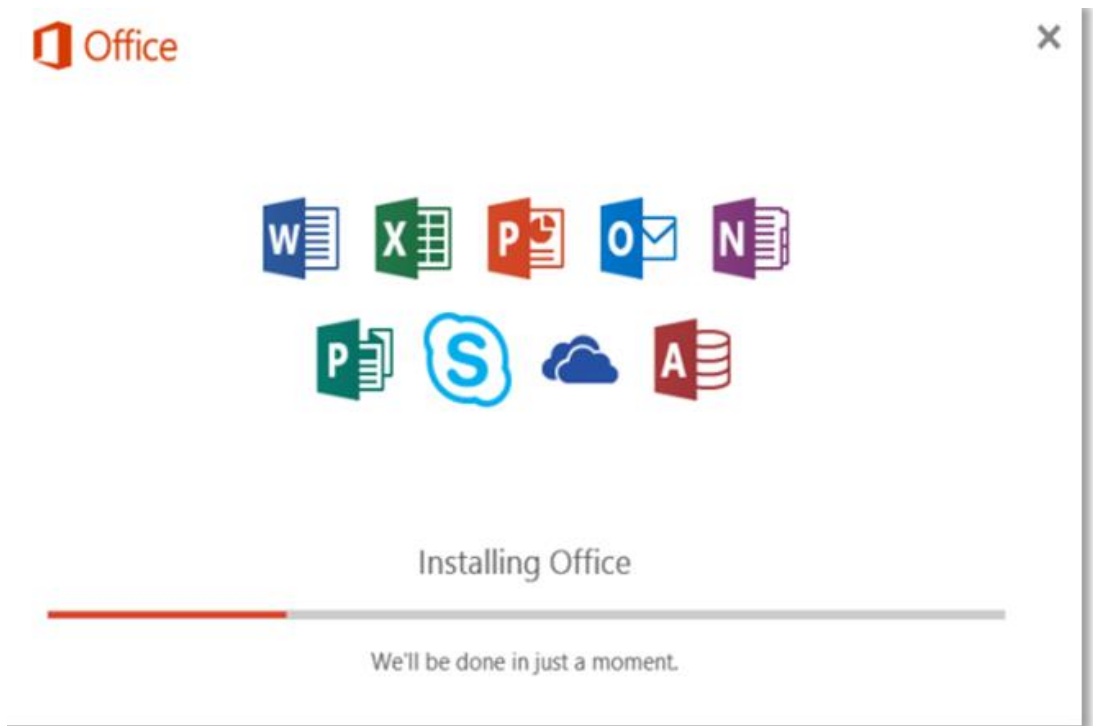 Office
W X P O N
P S A
Installing Office
We'll be done in just a moment.